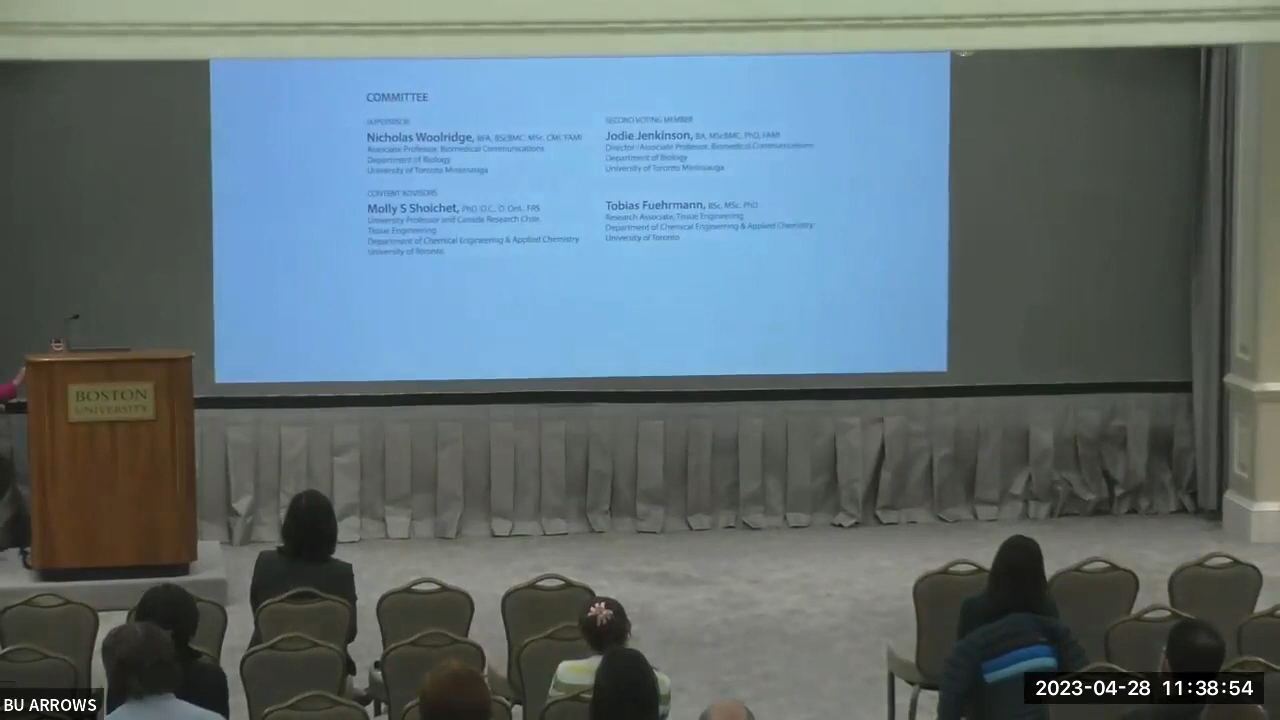 COMMITTEE
SUPERVISOR
Nicholas Woolridge, BFA, BScBMC, MSc, CMI, FAMI
Associate Professor, Biomedical Communications
Department of Biology
University of Toronto Mississauga
SECOND VOTING MEMBER
Jodie Jenkinson, BA, MScBMC, PhD, FAMI
Director / Associate Professor, Biomedical Communications
Department of Biology
University of Toronto Mississauga
CONTENT ADVISORS
Molly S Shoichet, PhD, O.C., O. Ont., FRS
University Professor and Canada Research Chair,
Tissue Engineering
Department of Chemical Engineering & Applied Chemistry
University of Toronto
Tobias Fuehrmann, BSc, MSc, PhD
Research Associate, Tissue Engineering
Department of Chemical Engineering & Applied Chemistry
University of Toronto
BOSTON
UNIVERSITY
BU ARROWS
2023-04-28 11:38:54